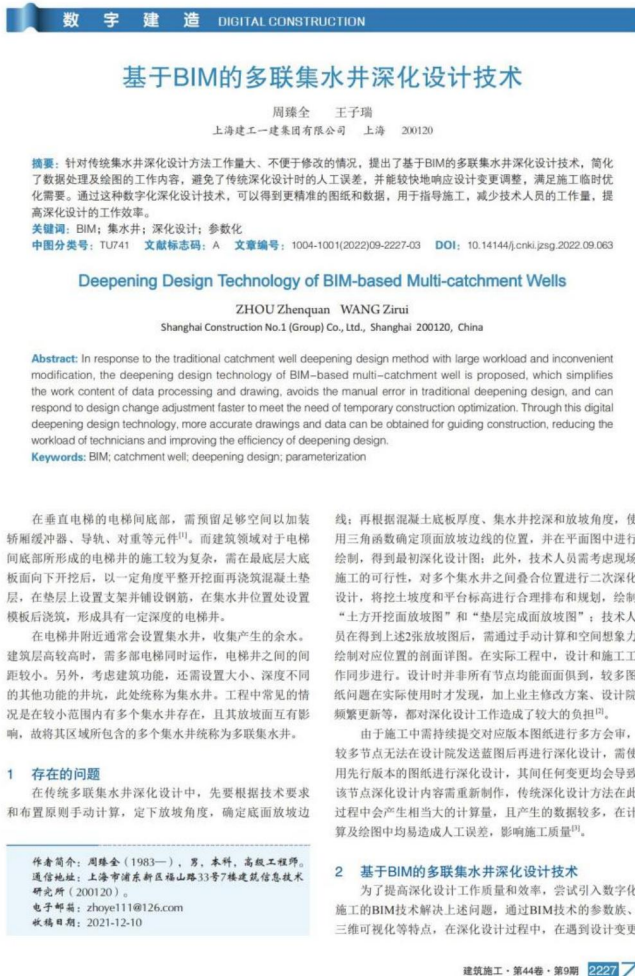 数 字 建 造 DIGITAL CONSTRUCTION
基于BIM的多联集水井深化设计技术
周臻全 王子瑞
上海建工一建集团有限公司 上海 200120
摘要：针对传统集水井深化设计方法工作量大、不便于修改的情况，提出了基于BIM的多联集水井深化设计技术，简化
了数据处理及绘图的工作内容，避免了传统深化设计时的人工误差，并能较快地响应设计变更调整，满足施工临时优
化需要。通过这种数字化深化设计技术，可以得到更精准的图纸和数据，用于指导施工，减少技术人员的工作量，提
高深化设计的工作效率。
关键词：BIM；集水井；深化设计；参数化
中图分类号：TU741 文献标志码：A 文章编号：1004-1001(2022)09-2227-03 DOI：10.14144/j.cnki.jzsg.2022.09.063
Deepening Design Technology of BIM-based Multi-catchment Wells
ZHOU Zhenquan WANG Zirui
Shanghai Construction No.1 (Group) Co., Ltd., Shanghai 200120, China
Abstract: In response to the traditional catchment well deepening design method with large workload and inconvenient
modification, the deepening design technology of BIM–based multi–catchment well is proposed, which simplifies
the work content of data processing and drawing, avoids the manual error in traditional deepening design, and can
respond to design change adjustment faster to meet the need of temporary construction optimization. Through this digital
deepening design technology, more accurate drawings and data can be obtained for guiding construction, reducing the
workload of technicians and improving the efficiency of deepening design.
Keywords: BIM; catchment well; deepening design; parameterization
在垂直电梯的电梯间底部，需预留足够空间以加装
轿厢缓冲器、导轨、对重等元件[1]。而建筑领域对于电梯
间底部所形成的电梯井的施工较为复杂，需在最底层大底
板面向下开挖后，以一定角度平整开挖面再浇筑混凝土垫
层，在垫层上设置支架并铺设钢筋，在集水井位置处设置
模板后浇筑，形成具有一定深度的电梯井。
在电梯井附近通常会设置集水井，收集产生的余水。
建筑层高较高时，需多部电梯同时运作，电梯井之间的间
距较小。另外，考虑建筑功能，还需设置大小、深度不同
的其他功能的井坑，此处统称为集水井。工程中常见的情
况是在较小范围内有多个集水井存在，且其放坡面互有影
响，故将其区域所包含的多个集水井统称为多联集水井。
1 存在的问题
在传统多联集水井深化设计中，先要根据技术要求
和布置原则手动计算，定下放坡角度，确定底面放坡边
作者简介：周臻全（1983—），男，本科，高级工程师。
通信地址：上海市浦东新区福山路33号7楼建筑信息技术
研究所（200120）。
电子邮箱：zhoye111@126.com
收稿日期：2021-12-10
线；再根据混凝土底板厚度、集水井挖深和放坡角度，使
用三角函数确定顶面放坡边线的位置，并在平面图中进行
绘制，得到最初深化设计图；此外，技术人员需考虑现场
施工的可行性，对多个集水井之间叠合位置进行二次深化
设计，将挖土坡度和平台标高进行合理排布和规划，绘制
“土方开挖面放坡图”和“垫层完成面放坡图”；技术人
员在得到上述2张放坡图后，需通过手动计算和空间想象力
绘制对应位置的剖面详图。在实际工程中，设计和施工工
作同步进行。设计时并非所有节点均能面面俱到，较多图
纸问题在实际使用时才发现，加上业主修改方案、设计院
频繁更新等，都对深化设计工作造成了较大的负担[2]。
由于施工中需持续提交对应版本图纸进行多方会审，
较多节点无法在设计院发送蓝图后再进行深化设计，需使
用先行版本的图纸进行深化设计，其间任何变更均会导致
该节点深化设计内容需重新制作，传统深化设计方法在此
过程中会产生相当大的计算量，且产生的数据较多，在计
算及绘图中均易造成人工误差，影响施工质量[3]。
2 基于BIM的多联集水井深化设计技术
为了提高深化设计工作质量和效率，尝试引入数字化
施工的BIM技术解决上述问题，通过BIM技术的参数族、
三维可视化等特点，在深化设计过程中，在遇到设计变更
建筑施工·第44卷·第9期 2227